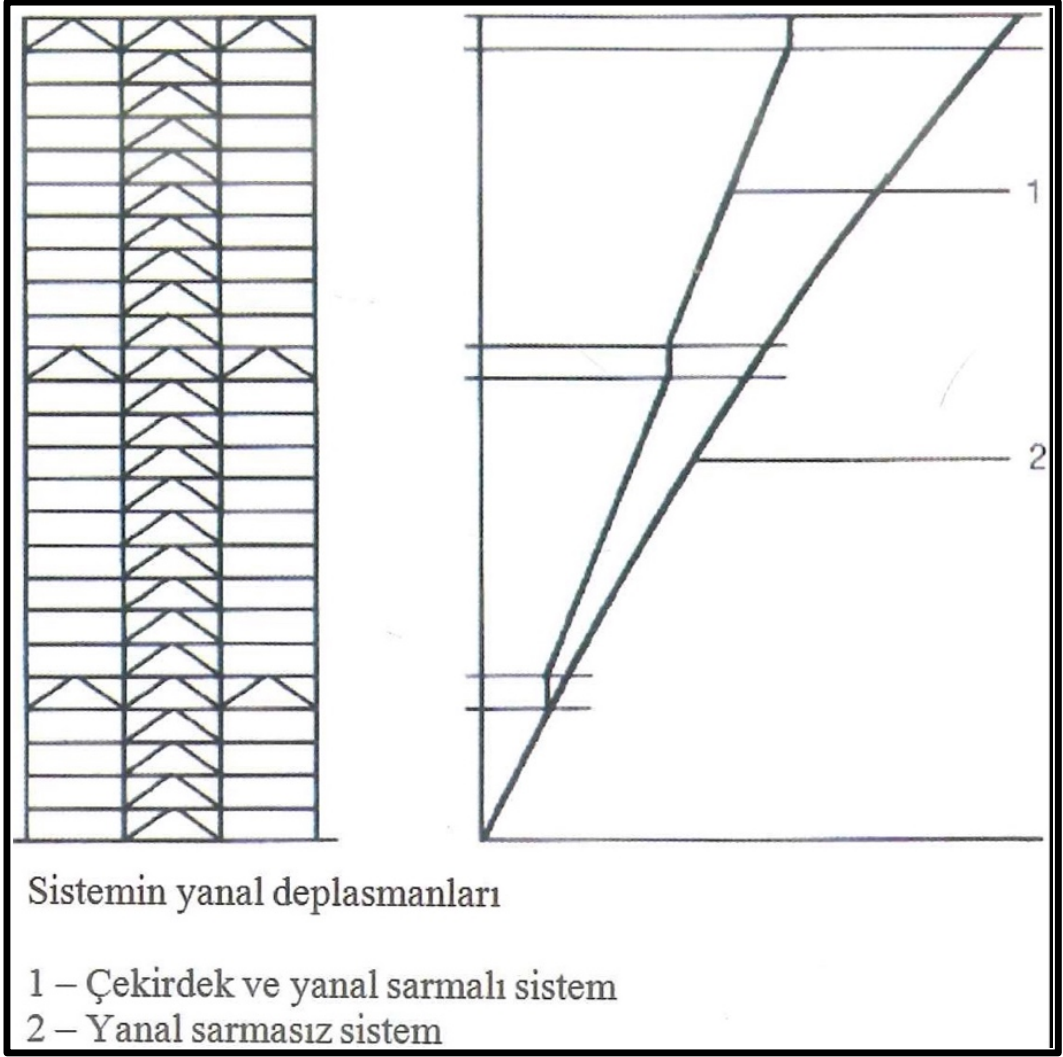 1
2
Sistemin yanal deplasmanları
1 – Çekirdek ve yanal sarmalı sistem
2 – Yanal sarmasız sistem